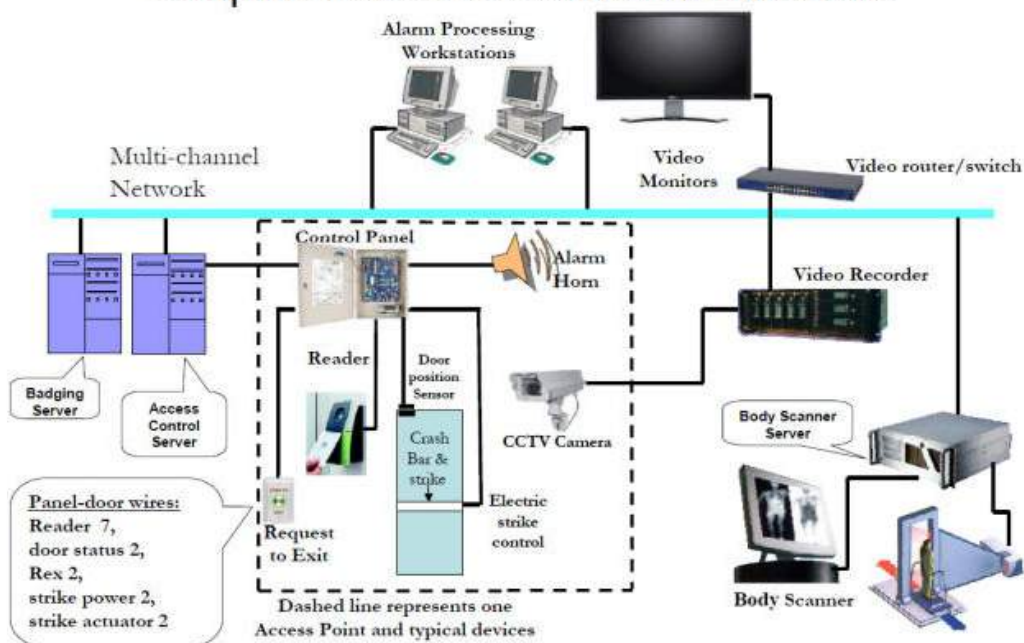 Alarm Processing
Workstations
Multi-channel
Network
Video
Monitors
Video router/switch
Control Panel
Alarm
Horn
Video Recorder
Reader
Door
position
Sensor
Badging
Server
Access
Control
Server
Crash
Bar &
strike
CCTV Camera
Body Scanner
Server
Panel-door wires:
Reader 7,
door status 2,
Rex 2,
strike power 2,
strike actuator 2
Request
to Exit
Electric
strike
control
Body Scanner
Dashed line represents one
Access Point and typical devices